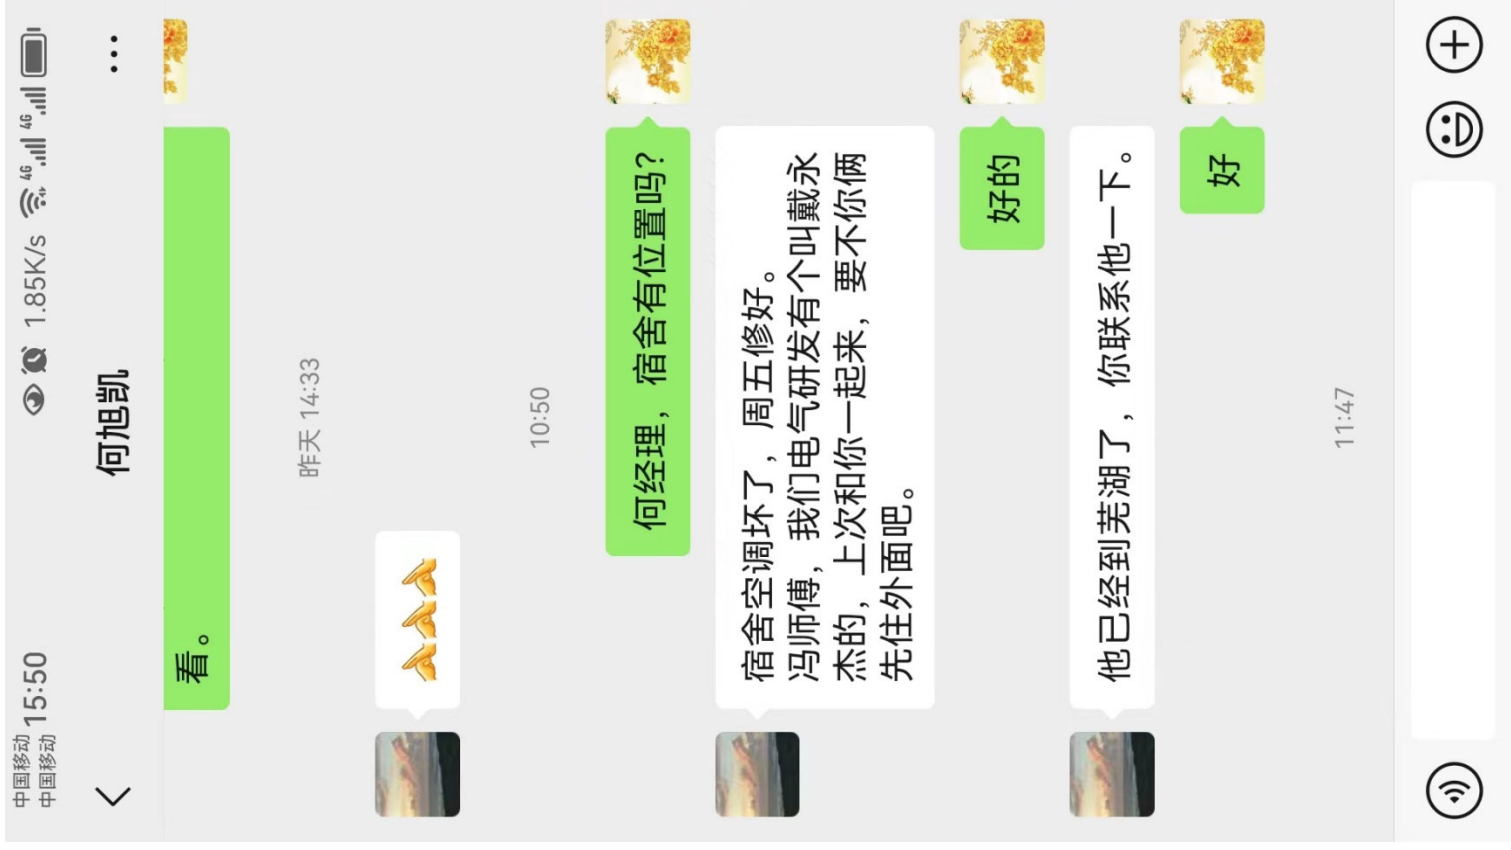 中国移动
中国移动
15:50
1.85K/s
4G
4G
何旭凯
看。
昨天 14:33
10:50
何经理，宿舍有位置吗？
宿舍空调坏了，周五修好。
冯师傅，我们电气研发有个叫戴永
杰的，上次和你一起来，要不你俩
先住外面吧。
好的
他已经到芜湖了，你联系他一下。
好
11:47